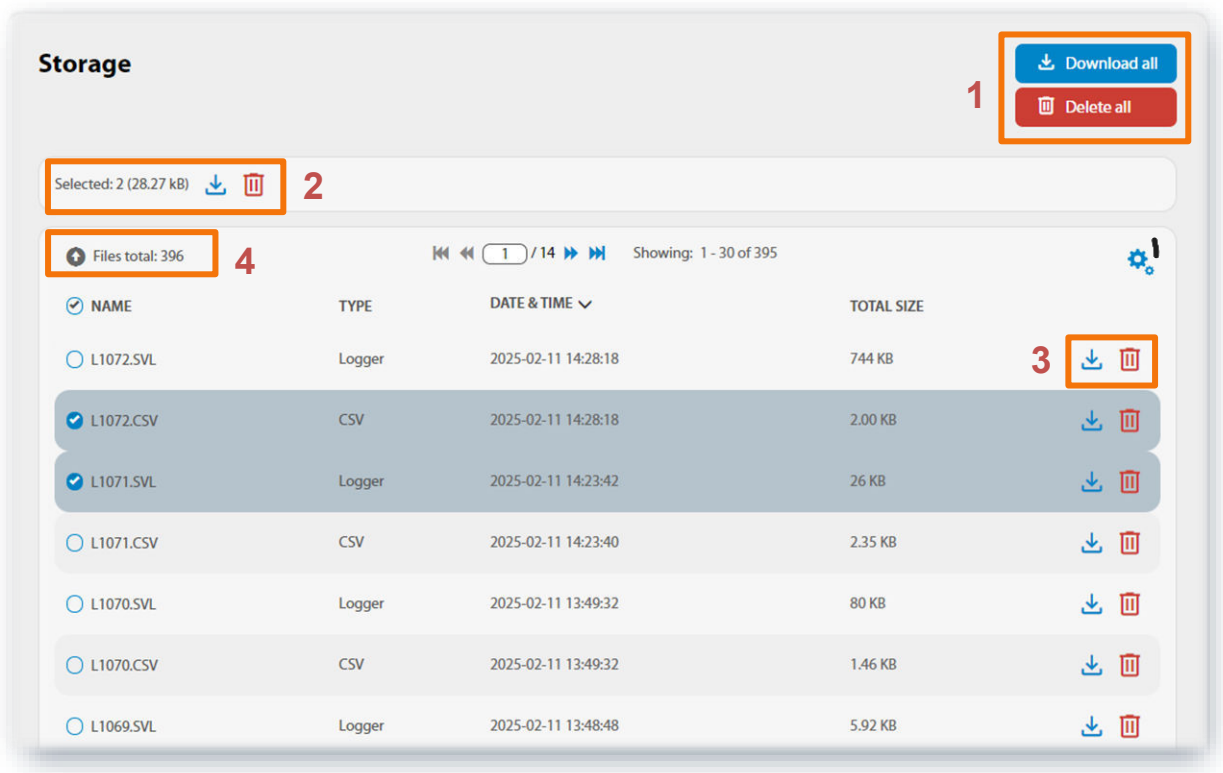 Storage
Download all
1
Delete all
Selected: 2 (28.27 kB)
2
Files total: 396
4
1 / 14
Showing: 1 - 30 of 395
NAME TYPE DATE & TIME TOTAL SIZE
L1072.SVL Logger 2025-02-11 14:28:18 744 KB
3
L1072.CSV CSV 2025-02-11 14:28:18 2.00 KB
L1071.SVL Logger 2025-02-11 14:23:42 26 KB
L1071.CSV CSV 2025-02-11 14:23:40 2.35 KB
L1070.SVL Logger 2025-02-11 13:49:32 80 KB
L1070.CSV CSV 2025-02-11 13:49:32 1.46 KB
L1069.SVL Logger 2025-02-11 13:48:48 5.92 KB